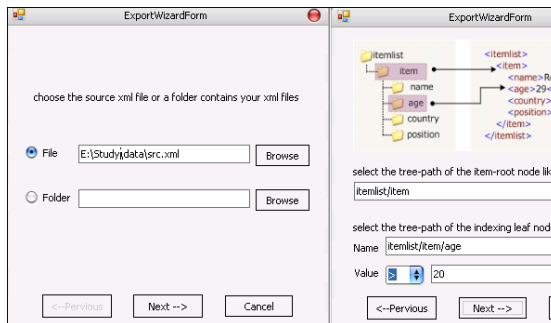 ExportWizardForm
choose the source xml file or a folder contains your xml files
File
E:\Study\data\src.xml
Browse
Folder
Browse
<--Pervious
Next -->
Cancel
ExportWizardForm
itemlist
item
name
age
country
position
<itemlist>
<item>
<name>R
<age>29<
<country>
<position>
</item>
</itemlist>
select the tree-path of the item-root node lik
itemlist/item
select the tree-path of the indexing leaf nod
Name
itemlist/item/age
Value
>
20
<--Pervious
Next -->